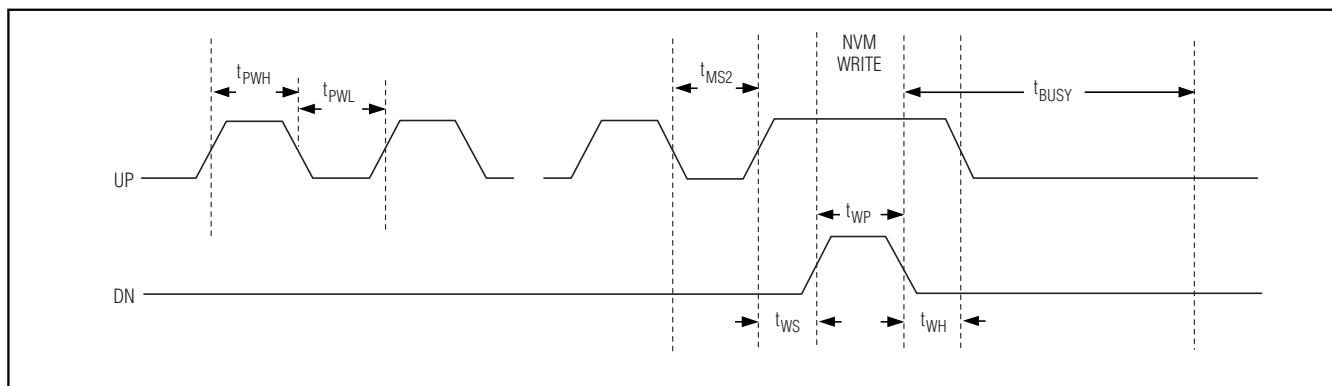 NVM
WRITE
tPWH
tPWL
tMS2
tBUSY
UP
tWP
DN
tWS
tWH